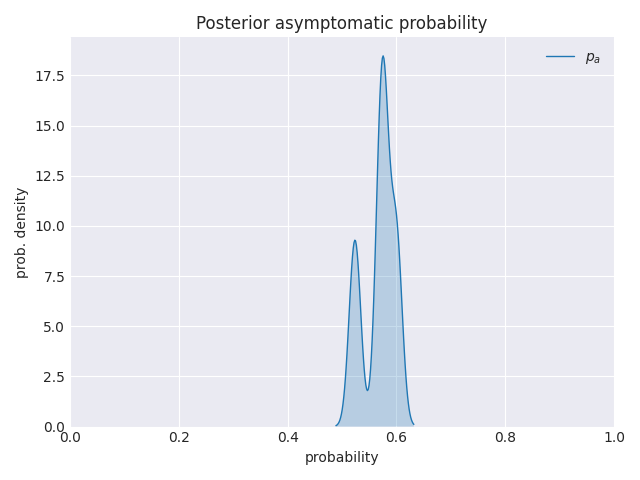 Posterior asymptomatic probability
pₐ
prob. density
17.5
15.0
12.5
10.0
7.5
5.0
2.5
0.0
0.0 0.2 0.4 0.6 0.8 1.0
probability